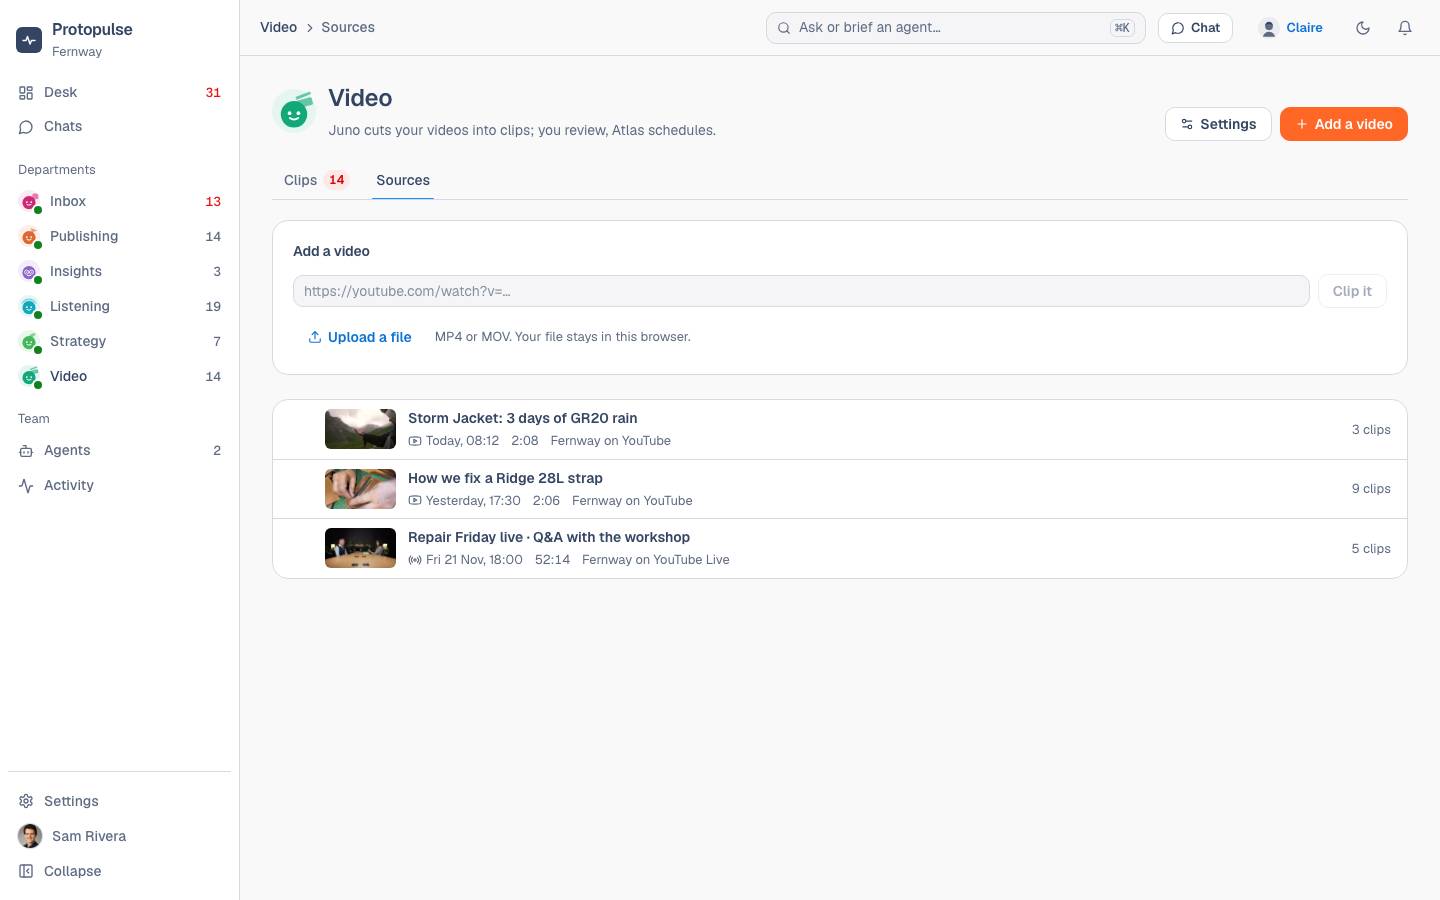 Protopulse
Fernway
Desk 31
Chats
Departments
Inbox 13
Publishing 14
Insights 3
Listening 19
Strategy 7
Video 14
Team
Agents 2
Activity
Settings
Sam Rivera
Collapse
Video > Sources
Ask or brief an agent... ⌘K
Chat
Claire
Video
Juno cuts your videos into clips; you review, Atlas schedules.
Settings
+ Add a video
Clips 14
Sources
Add a video
https://youtube.com/watch?v=...
Clip it
Upload a file
MP4 or MOV. Your file stays in this browser.
Storm Jacket: 3 days of GR20 rain
Today, 08:12 2:08 Fernway on YouTube
3 clips
How we fix a Ridge 28L strap
Yesterday, 17:30 2:06 Fernway on YouTube
9 clips
Repair Friday live · Q&A with the workshop
Fri 21 Nov, 18:00 52:14 Fernway on YouTube Live
5 clips